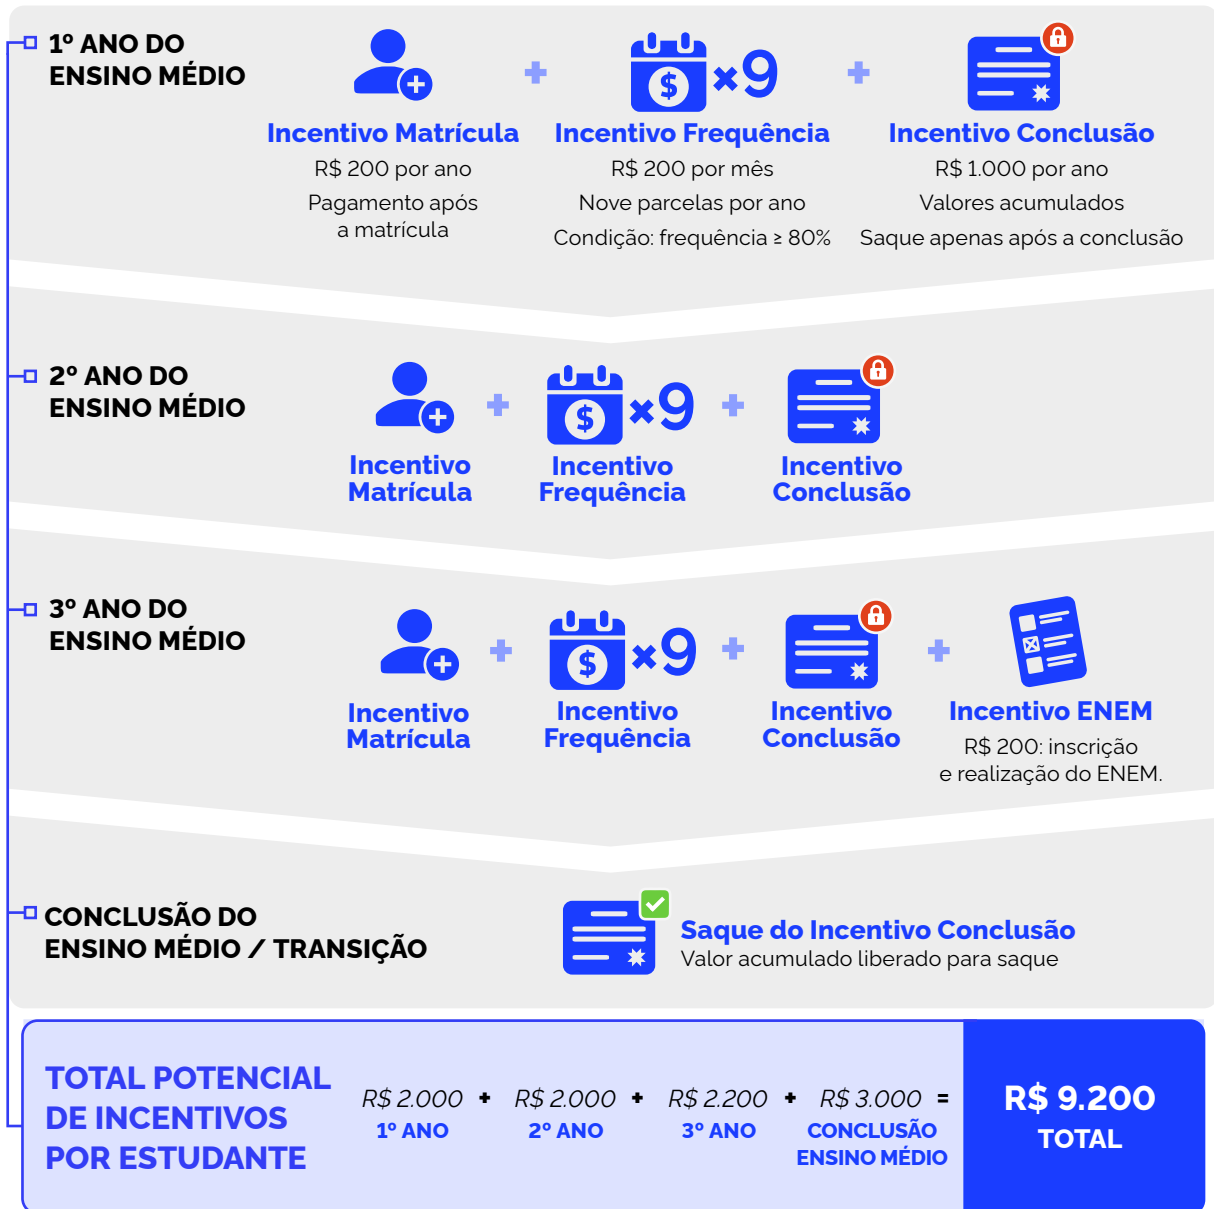 1º ANO DO
ENSINO MÉDIO
$ ×9
Incentivo Matrícula
R$ 200 por ano
Pagamento após
a matrícula
Incentivo Frequência
R$ 200 por mês
Nove parcelas por ano
Condição: frequência ≥ 80%
Incentivo Conclusão
R$ 1.000 por ano
Valores acumulados
Saque apenas após a conclusão
2º ANO DO
ENSINO MÉDIO
$ ×9
Incentivo
Matrícula
Incentivo
Frequência
Incentivo
Conclusão
3º ANO DO
ENSINO MÉDIO
$ ×9
Incentivo
Matrícula
Incentivo
Frequência
Incentivo
Conclusão
Incentivo ENEM
R$ 200: inscrição
e realização do ENEM.
CONCLUSÃO DO
ENSINO MÉDIO / TRANSIÇÃO
Saque do Incentivo Conclusão
Valor acumulado liberado para saque
TOTAL POTENCIAL
DE INCENTIVOS
POR ESTUDANTE
R$ 2.000 + R$ 2.000 + R$ 2.200 + R$ 3.000 =
1º ANO 2º ANO 3º ANO CONCLUSÃO
ENSINO MÉDIO
R$ 9.200
TOTAL